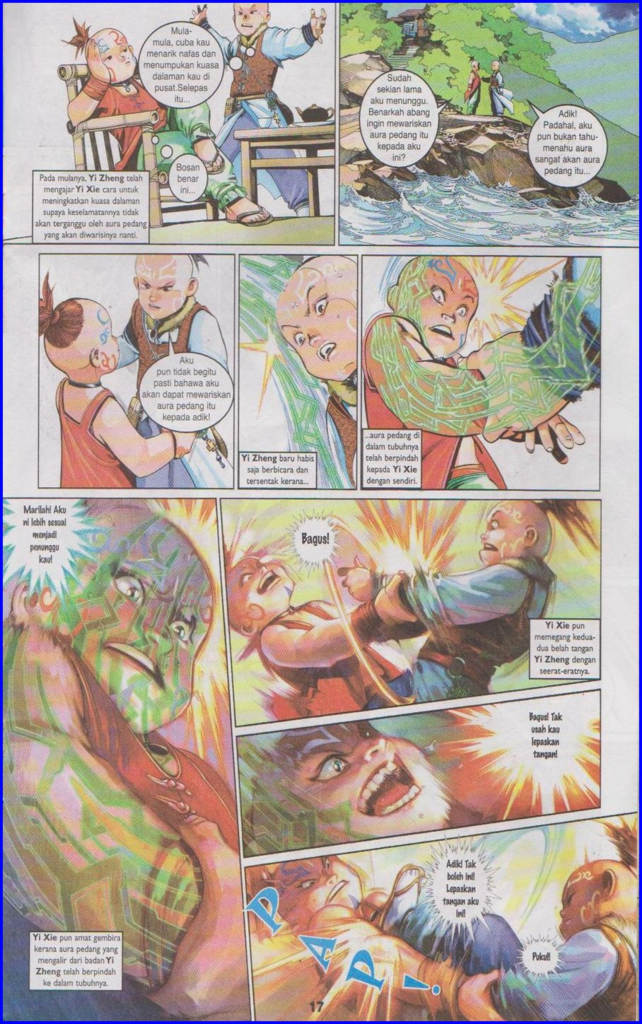 Mula-
mula, cuba kau
menarik nafas dan
menumpukan kuasa
dalaman kau di
pusat.Selepas
itu...
Bosan
benar
ini...
Pada mulanya, Yi Zheng telah
mengajar Yi Xie cara untuk
meningkatkan kuasa dalaman
supaya keselamatannya tidak
akan terganggu oleh aura pedang
yang akan diwarisinya nanti.
Sudah
sekian lama
aku menunggu.
Benarkah abang
ingin mewariskan
aura pedang itu
kepada aku
ini?
Adik!
Padahal, aku
pun bukan tahu-
menahu aura
sangat akan aura
pedang itu...
Aku
pun tidak begitu
pasti bahawa aku
akan dapat mewariskan
aura pedang itu
kepada adik!
Yi Zheng baru habis
saja berbicara dan
tersentak kerana...
...aura pedang di
dalam tubuhnya
telah berpindah
kepada Yi Xie
dengan sendiri.
Marilah! Aku
ni lebih sesuai
menjadi
penunggu
kau!
Yi Xie pun amat gembira
kerana aura pedang yang
mengalir dari badan Yi
Zheng telah berpindah
ke dalam tubuhnya.
Bagus!
Yi Xie pun
memegang kedua-
dua belah tangan
Yi Zheng dengan
seerat-eratnya.
Bagus! Tak
usah kau
lepaskan
tangan!
Adik! Tak
boleh ini!
Lepaskan
tangan aku
ini!
Puku!!
PAPP!
17